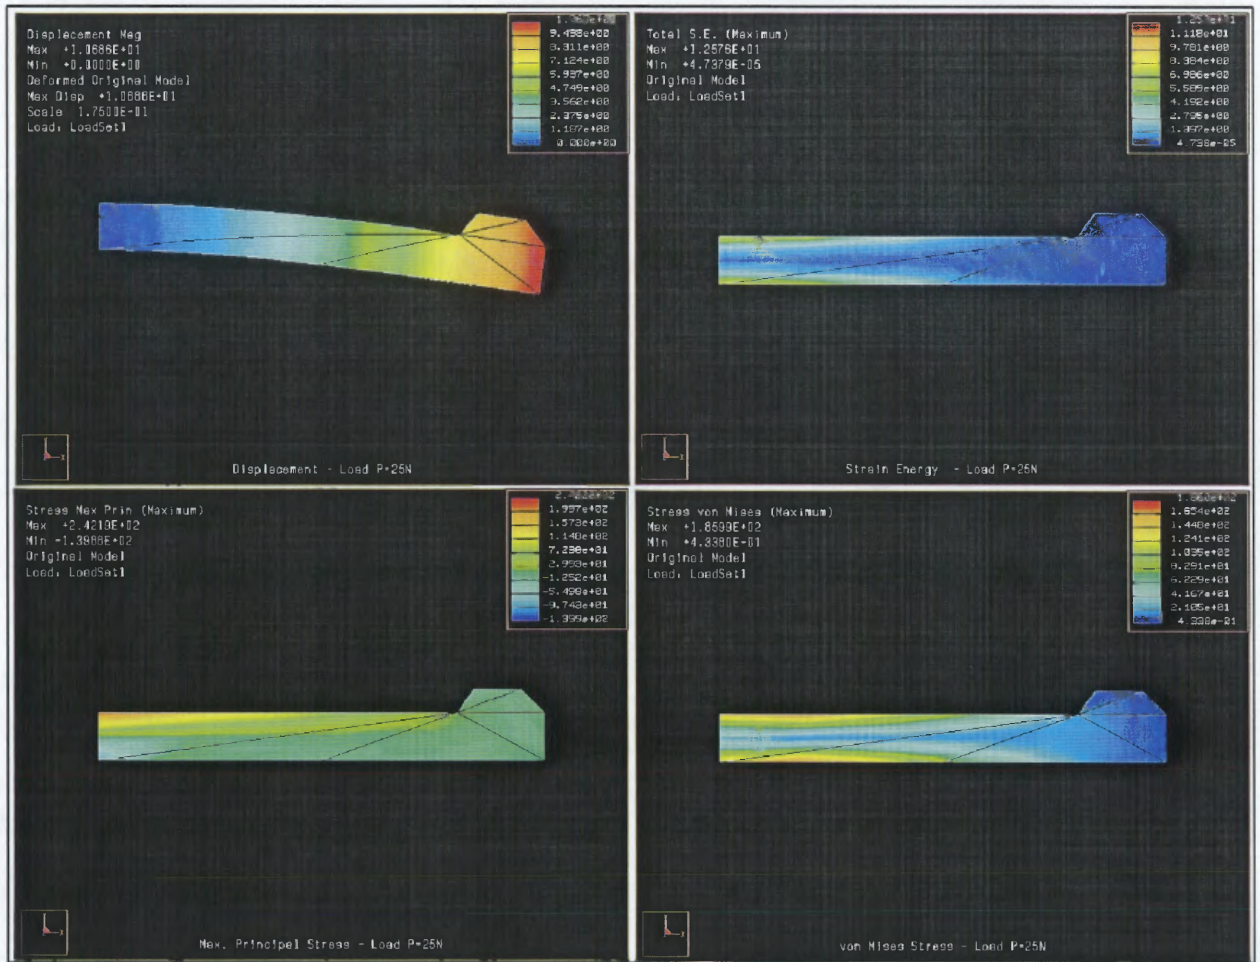 Displacement Mag
Max +1.0686E+01
Min +0.0000E+00
Deformed Original Model
Max Disp +1.0686E+01
Scale 1.7500E-01
Load: LoadSet1
9.498e+00
8.311e+00
7.124e+00
5.937e+00
4.749e+00
3.562e+00
2.375e+00
1.187e+00
0.000e+00
Displacement - Load P=25N
Total S.E. (Maximum)
Max +1.2576E+01
Min +4.7379E-05
Original Model
Load: LoadSet1
1.118e+01
9.781e+00
8.384e+00
6.986e+00
5.589e+00
4.192e+00
2.795e+00
1.397e+00
4.738e-05
Strain Energy - Load P=25N
Stress Max Prin (Maximum)
Max +2.4219E+02
Min -1.3988E+02
Original Model
Load: LoadSet1
1.997e+02
1.573e+02
1.148e+02
7.238e+01
2.993e+01
-1.252e+01
-5.498e+01
-9.743e+01
-1.399e+02
Max. Principal Stress - Load P=25N
Stress von Mises (Maximum)
Max +1.8599E+02
Min +4.3380E-01
Original Model
Load: LoadSet1
1.654e+02
1.448e+02
1.241e+02
1.035e+02
8.291e+01
6.229e+01
4.167e+01
2.105e+01
4.338e-01
von Mises Stress - Load P=25N